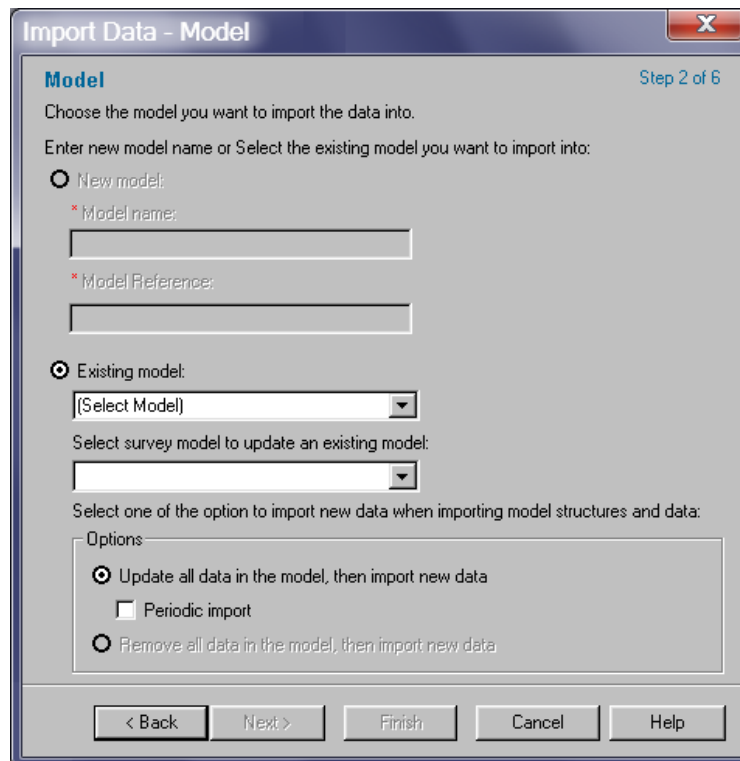 Import Data - Model
X
Model
Step 2 of 6
Choose the model you want to import the data into.
Enter new model name or Select the existing model you want to import into:
New model:
* Model name:
* Model Reference:
Existing model:
(Select Model)
Select survey model to update an existing model:
Select one of the option to import new data when importing model structures and data:
Options
Update all data in the model, then import new data
Periodic import
Remove all data in the model, then import new data
< Back
Next >
Finish
Cancel
Help